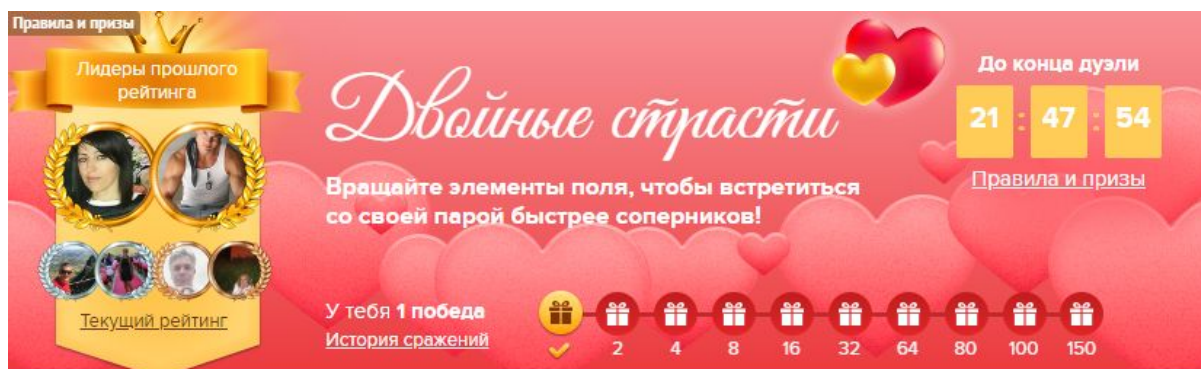 Правила и призы
Лидеры прошлого
рейтинга
Текущий рейтинг
Двойные страсти
Вращайте элементы поля, чтобы встретиться
со своей парой быстрее соперников!
До конца дуэли
21 : 47 : 54
Правила и призы
У тебя 1 победа
История сражений
2 4 8 16 32 64 80 100 150